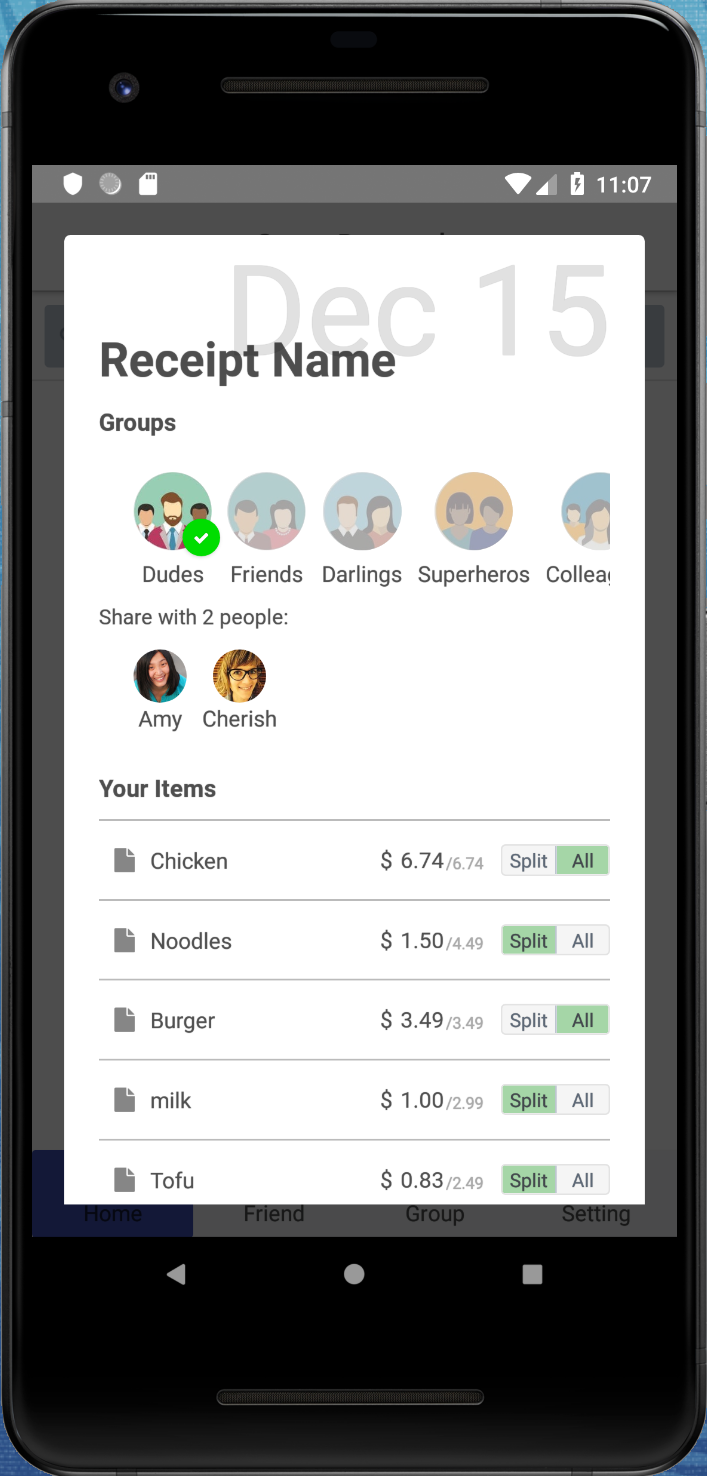 11:07
Dec 15
Receipt Name
Groups
Dudes Friends Darlings Superheros
Share with 2 people:
Amy Cherish
Your Items
Chicken $ 6.74/6.74 Split All
Noodles $ 1.50/4.49 Split All
Burger $ 3.49/3.49 Split All
milk $ 1.00/2.99 Split All
Tofu $ 0.83/2.49 Split All
Home Friend Group Setting